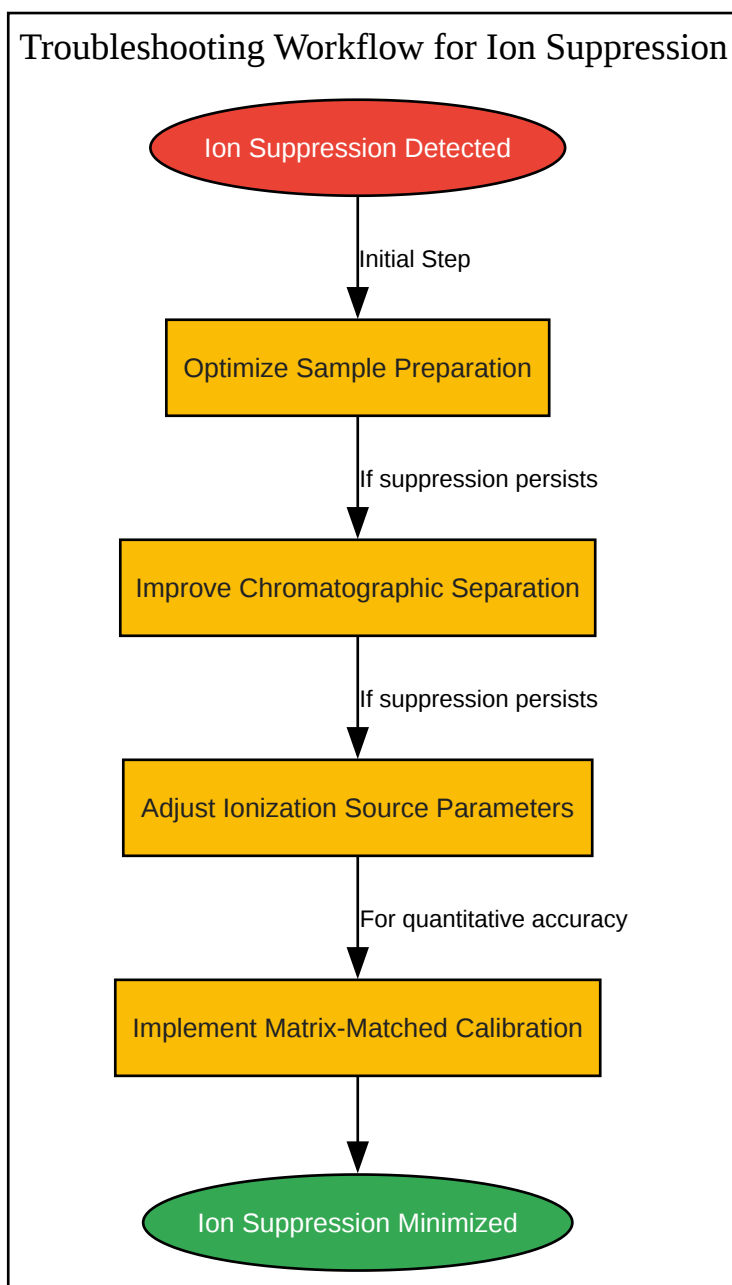 Troubleshooting Workflow for Ion Suppression
Ion Suppression Detected
Initial Step
Optimize Sample Preparation
If suppression persists
Improve Chromatographic Separation
If suppression persists
Adjust Ionization Source Parameters
For quantitative accuracy
Implement Matrix-Matched Calibration
Ion Suppression Minimized